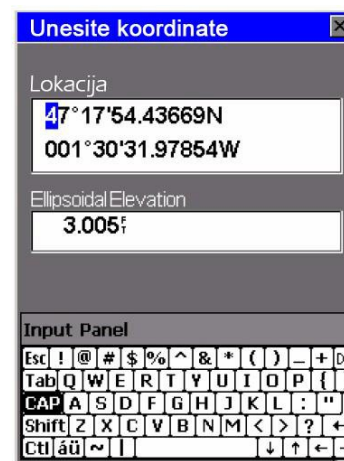 Unesite koordinate
Lokacija
47°17'54.43669N
001°30'31.97854W
Ellipsoidal Elevation
3.005 FT
Input Panel
Esc ! @ # $ % ^ & * ( ) _ +
Tab Q W E R T Y U I O P {
CAP A S D F G H J K L : "
Shift Z X C V B N M < > ? ←
Ctl áü ~ | ↓ ↑ ←